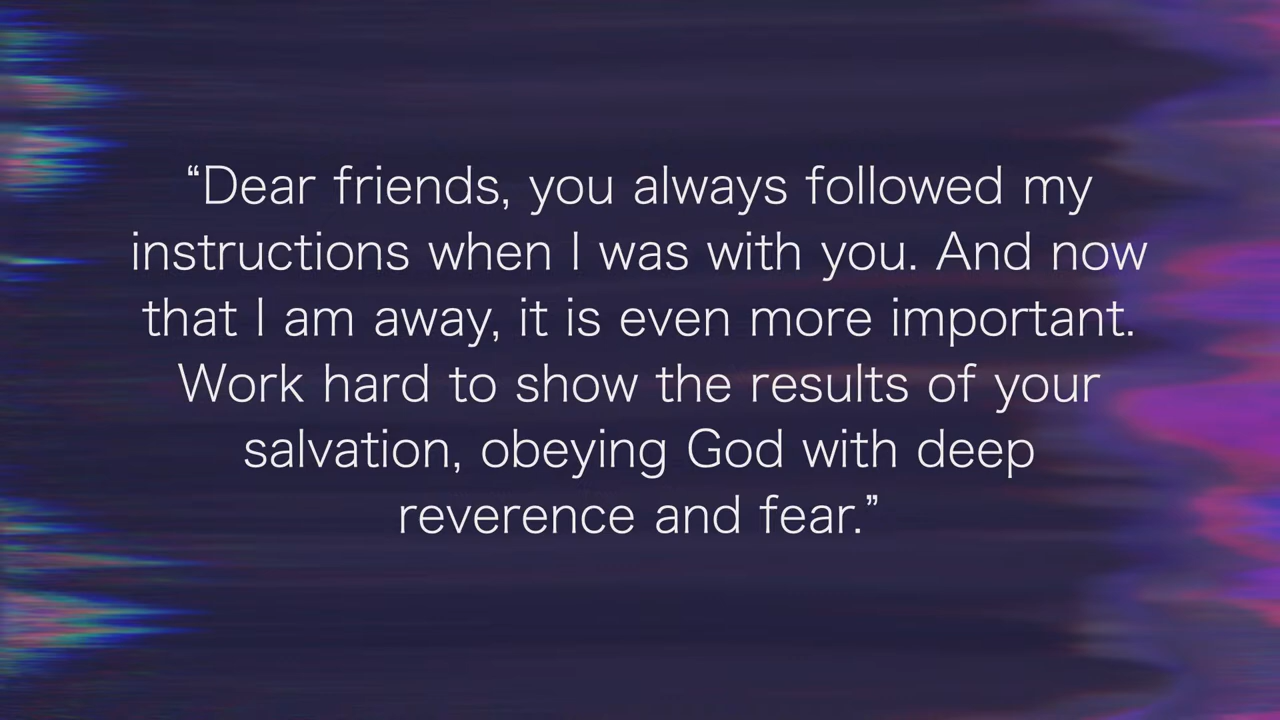 “Dear friends, you always followed my
instructions when I was with you. And now
that I am away, it is even more important.
Work hard to show the results of your
salvation, obeying God with deep
reverence and fear.”